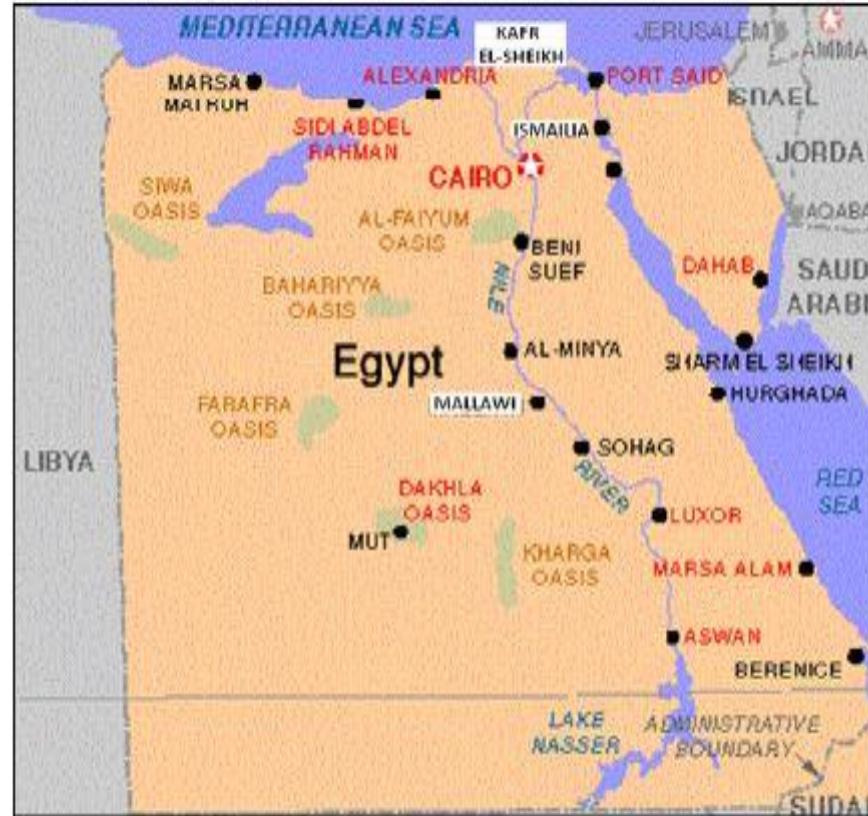 MEDITERRANEAN SEA
KAFR
EL-SHEIKH
JERUSALEM
AMMA
MARSA
MATRUH
ALEXANDRIA
PORT SAID
ISRAEL
SIDI ABDEL
RAHMAN
ISMAILIA
JORDA
CAIRO
SIWA
OASIS
AL-FAIYUM
OASIS
AQABA
BENI
SUEF
DAHAB
SAUD
ARABI
BAHARIYYA
OASIS
NILE
Egypt
AL-MINYA
SHARM EL SHEIKH
HURGHADA
MALLAWI
FARAFRA
OASIS
SOHAG
LIBYA
RIVER
RED
SEA
DAKHLA
OASIS
LUXOR
MUT
KHARGA
OASIS
MARSA ALAM
ASWAN
BERENICE
LAKE
NASSER
ADMINISTRATIVE
BOUNDARY
SUDA